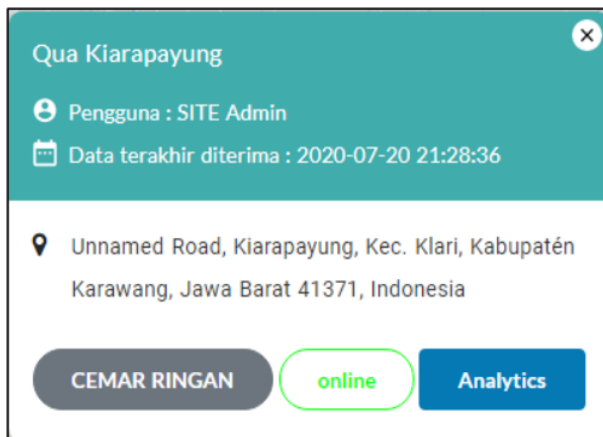 Qua Kiarapayung
Pengguna : SITE Admin
Data terakhir diterima : 2020-07-20 21:28:36
Unnamed Road, Kiarapayung, Kec. Klari, Kabupatén
Karawang, Jawa Barat 41371, Indonesia
CEMAR RINGAN online Analytics